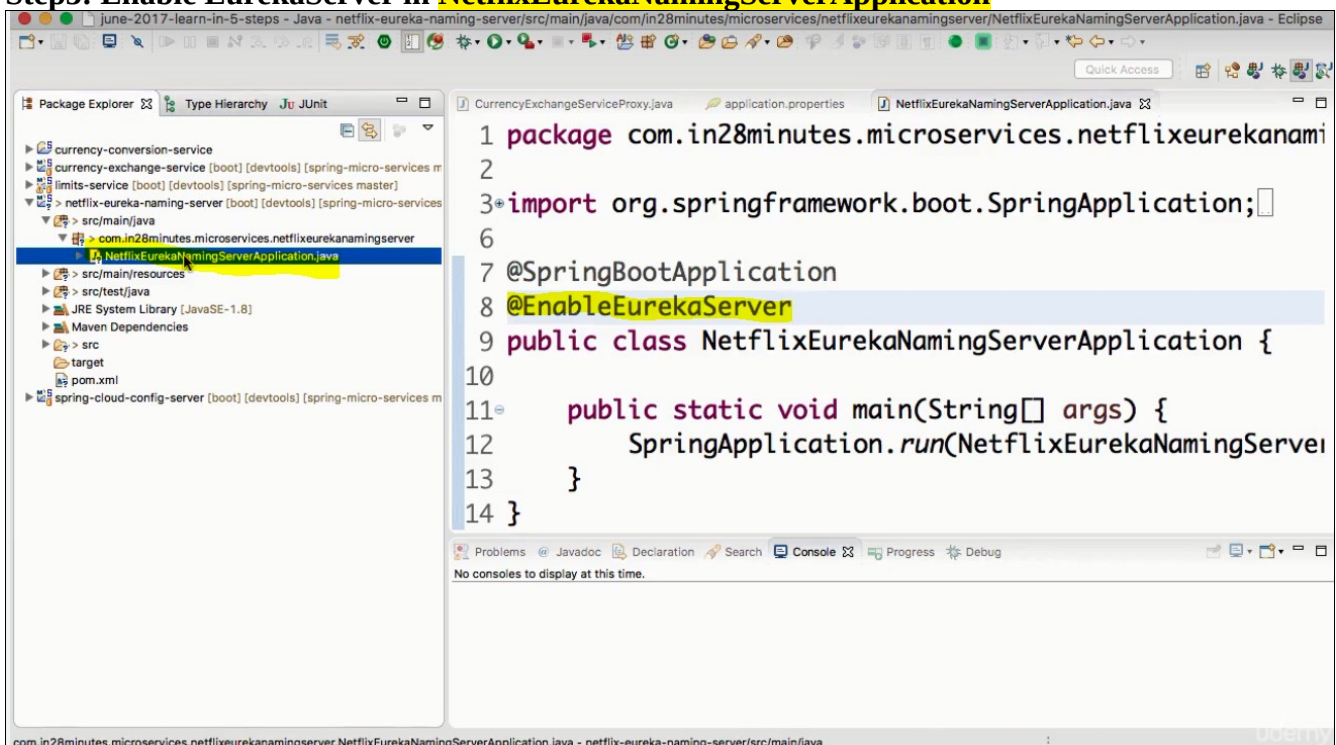 Step3: Enable EurekaServer in NetflixEurekaNamingServerApplication
june-2017-learn-in-5-steps - Java - netflix-eureka-naming-server/src/main/java/com/in28minutes/microservices/netflixeurekanamingserver/NetflixEurekaNamingServerApplication.java - Eclipse
Quick Access
Package Explorer Type Hierarchy Ju JUnit
currency-conversion-service
currency-exchange-service [boot] [devtools] [spring-micro-services m
limits-service [boot] [devtools] [spring-micro-services master]
> netflix-eureka-naming-server [boot] [devtools] [spring-micro-services
> src/main/java
> com.in28minutes.microservices.netflixeurekanamingserver
NetflixEurekaNamingServerApplication.java
> src/main/resources
> src/test/java
JRE System Library [JavaSE-1.8]
Maven Dependencies
> src
target
pom.xml
spring-cloud-config-server [boot] [devtools] [spring-micro-services m
CurrencyExchangeServiceProxy.java application.properties NetflixEurekaNamingServerApplication.java
1 package com.in28minutes.microservices.netflixeurekanami
2
3 import org.springframework.boot.SpringApplication;
6
7 @SpringBootApplication
8 @EnableEurekaServer
9 public class NetflixEurekaNamingServerApplication {
10
11 public static void main(String[] args) {
12 SpringApplication.run(NetflixEurekaNamingServer
13 }
14 }
Problems @ Javadoc Declaration Search Console Progress Debug
No consoles to display at this time.
com.in28minutes.microservices.netflixeurekanamingserver.NetflixEurekaNamingServerApplication.java - netflix-eureka-naming-server/src/main/java
udemy